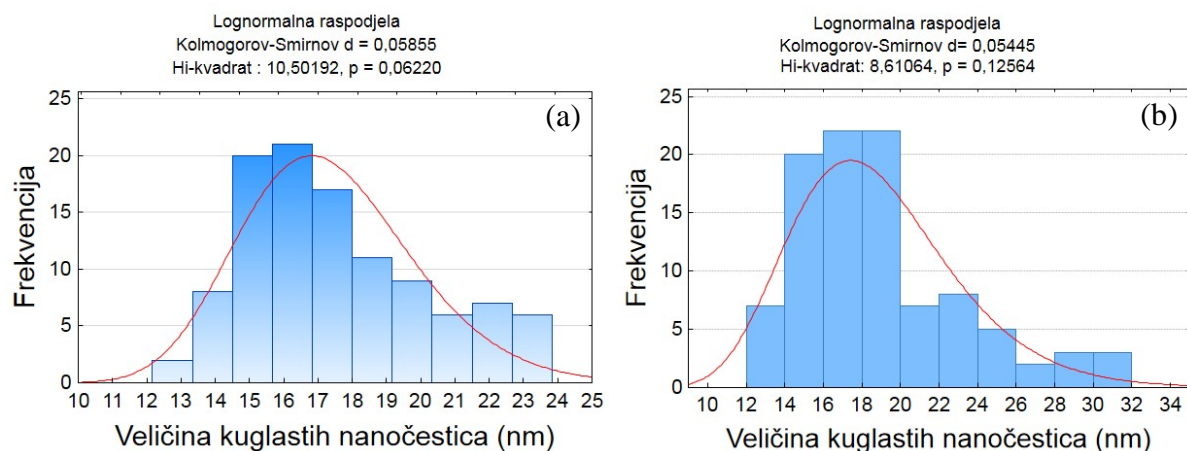 Lognormalna raspodjela
Kolmogorov-Smirnov d = 0,05855
Hi-kvadrat : 10,50192, p = 0,06220
(a)
25
20
15
10
5
0
Frekvencija
10 11 12 13 14 15 16 17 18 19 20 21 22 23 24 25
Veličina kuglastih nanočestica (nm)
Lognormalna raspodjela
Kolmogorov-Smirnov d= 0,05445
Hi-kvadrat: 8,61064, p = 0,12564
(b)
25
20
15
10
5
0
Frekvencija
10 12 14 16 18 20 22 24 26 28 30 32 34
Veličina kuglastih nanočestica (nm)